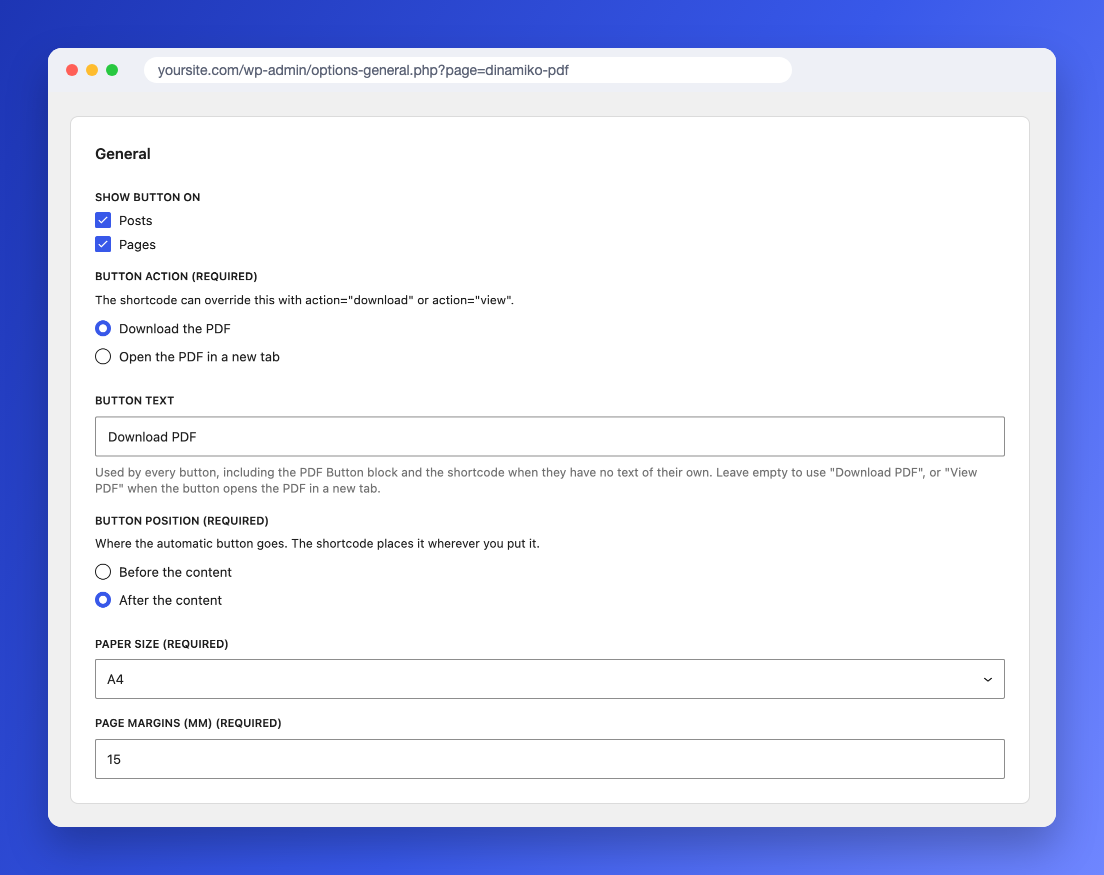 yoursite.com/wp-admin/options-general.php?page=dinamiko-pdf
General
SHOW BUTTON ON
Posts
Pages
BUTTON ACTION (REQUIRED)
The shortcode can override this with action="download" or action="view".
Download the PDF
Open the PDF in a new tab
BUTTON TEXT
Download PDF
Used by every button, including the PDF Button block and the shortcode when they have no text of their own. Leave empty to use "Download PDF", or "View
PDF" when the button opens the PDF in a new tab.
BUTTON POSITION (REQUIRED)
Where the automatic button goes. The shortcode places it wherever you put it.
Before the content
After the content
PAPER SIZE (REQUIRED)
A4
PAGE MARGINS (MM) (REQUIRED)
15